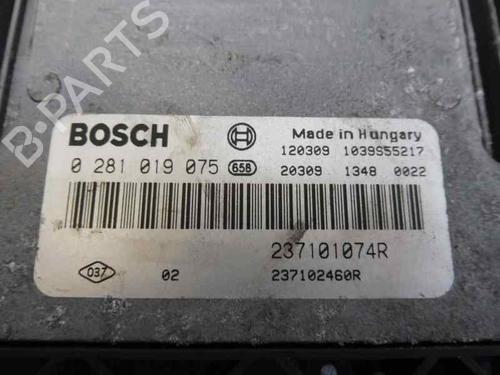 B-PARTS
BOSCH
Made in Hungary
120309 1039S55217
0 281 019 075 658
20309 1348 0022
237101074R
037 02 237102460R